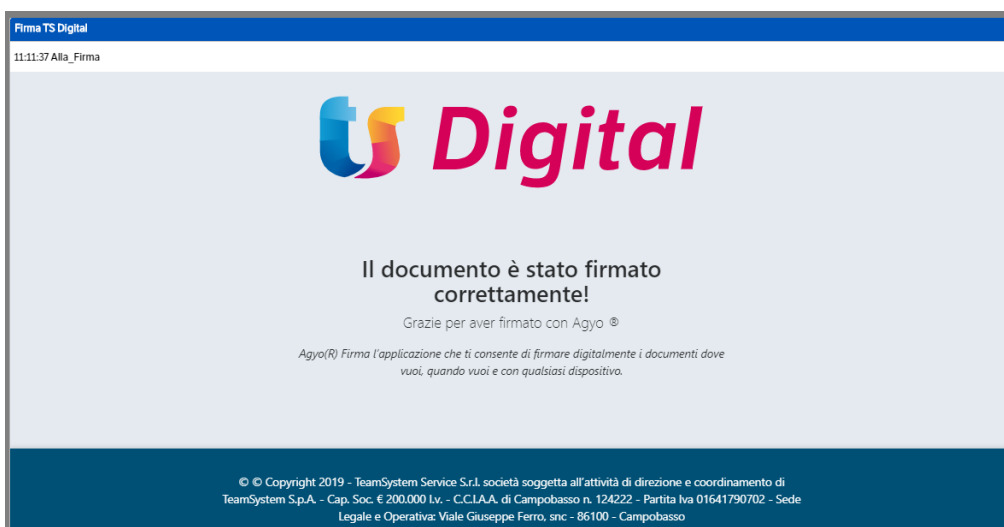 Firma TS Digital
11:11:37 Alla_Firma
ts Digital
Il documento è stato firmato
correttamente!
Grazie per aver firmato con Agyo ®
Agyo(R) Firma l'applicazione che ti consente di firmare digitalmente i documenti dove
vuoi, quando vuoi e con qualsiasi dispositivo.
© © Copyright 2019 - TeamSystem Service S.r.l. società soggetta all'attività di direzione e coordinamento di
TeamSystem S.p.A. - Cap. Soc. € 200.000 I.v. - C.C.I.A.A. di Campobasso n. 124222 - Partita Iva 01641790702 - Sede
Legale e Operativa: Viale Giuseppe Ferro, snc - 86100 - Campobasso